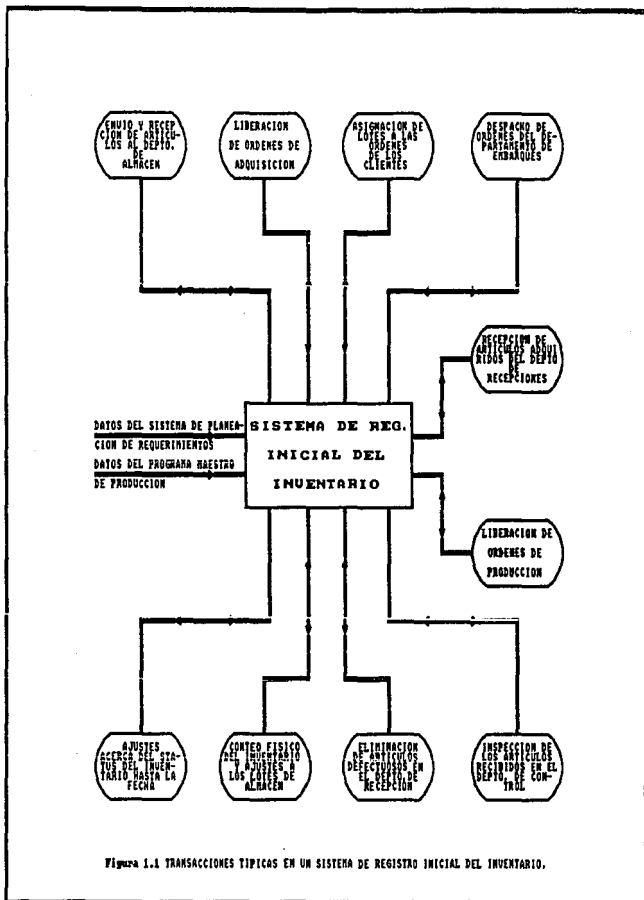 ENVIO Y RECEP-
CION DE ARTICU-
LOS AL DEPTO.
DE
ALMACEN
LIBERACION
DE ORDENES DE
ADQUISICION
ASIGNACION DE
LOTES A LAS
ORDENES
DE LOS
CLIENTES
DESPACHO DE
ORDENES DEL DE-
PARTAMENTO DE
EMBARQUES
RECEPCION DE
ARTICULOS ADQUI
RIDOS DEL DEPTO
DE
RECEPCIONES
DATOS DEL SISTEMA DE PLANEA-
CION DE REQUERIMIENTOS
DATOS DEL PROGRAMA MAESTRO
DE PRODUCCION
SISTEMA DE REG.
INICIAL DEL
INVENTARIO
LIBERACION DE
ORDENES DE
PRODUCCION
AJUSTES
ACERCA DEL STA-
TUS DEL INVEN-
TARIO HASTA LA
FECHA
CONTEO FISICO
DEL INVENTARIO
Y AJUSTES A
LOS LOTES DE
ALMACEN
ELIMINACION
DE ARTICULOS
DEFECTUOSOS EN
EL DEPTO.DE
RECEPCION
INSPECCION DE
LOS ARTICULOS
RECIBIDOS EN EL
DEPTO. DE CON-
TROL
Figura 1.1 TRANSACCIONES TIPICAS EN UN SISTEMA DE REGISTRO INICIAL DEL INVENTARIO.